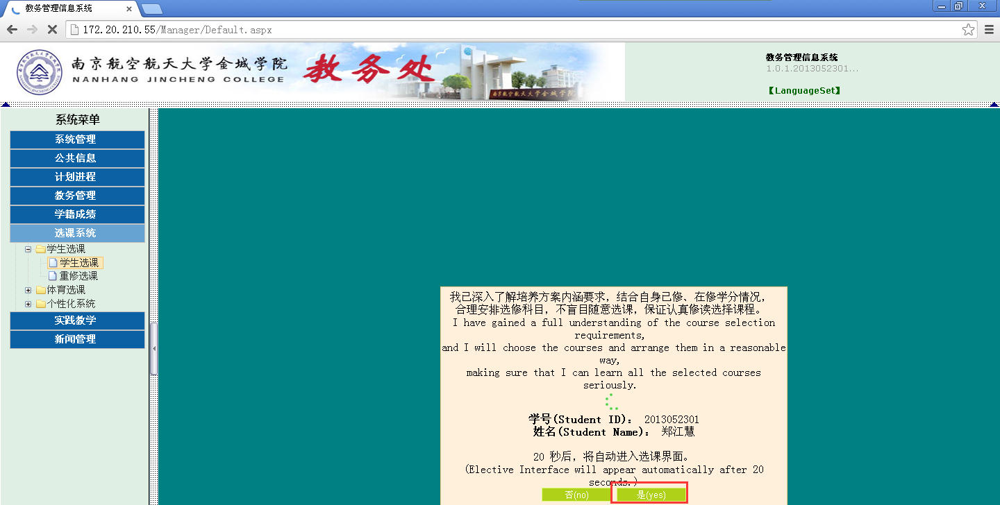 教务管理信息系统
172.20.210.55/Manager/Default.aspx
南京航空航天大学金城学院
NANHANG JINCHENG COLLEGE
教务处
南京航空航天大学金城学院
教务管理信息系统
1.0.1.2013052301...
【LanguageSet】
系统菜单
系统管理
公共信息
计划进程
教务管理
学籍成绩
选课系统
学生选课
学生选课
重修选课
体育选课
个性化系统
实践教学
新闻管理
我已深入了解培养方案内涵要求，结合自身已修、在修学分情况，
合理安排选修科目，不盲目随意选课，保证认真修读选择课程。
I have gained a full understanding of the course selection
requirements,
and I will choose the courses and arrange them in a reasonable
way,
making sure that I can learn all the selected courses
seriously.
学号(Student ID)： 2013052301
姓名(Student Name)： 郑江慧
20 秒后，将自动进入选课界面。
(Elective Interface will appear automatically after 20
seconds.)
否(no)
是(yes)